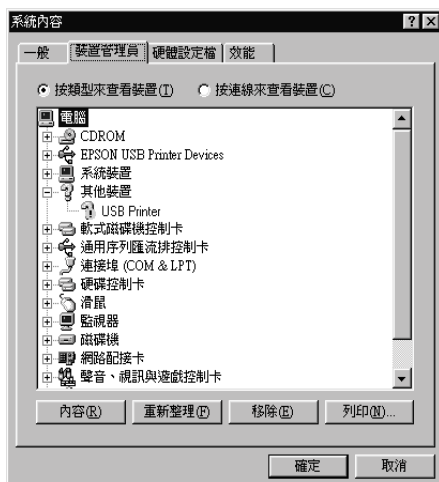 系統內容
一般 裝置管理員 硬體設定檔 效能
按類型來查看裝置(T) 按連線來查看裝置(C)
電腦
CDROM
EPSON USB Printer Devices
系統裝置
其他裝置
USB Printer
軟式磁碟機控制卡
通用序列匯流排控制卡
連接埠 (COM & LPT)
硬碟控制卡
滑鼠
監視器
磁碟機
網路配接卡
聲音、視訊與遊戲控制卡
內容(R) 重新整理(F) 移除(E) 列印(N)...
確定 取消